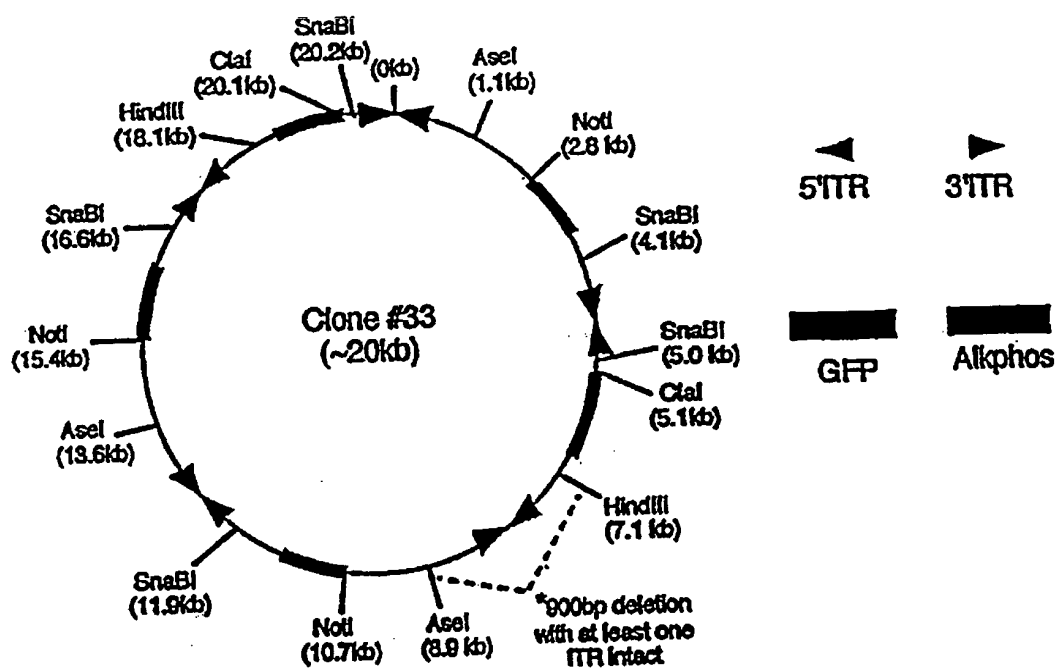 SnaBI
(20.2kb)
(0kb)
AseI
(1.1kb)
NotI
(2.8 kb)
SnaBI
(4.1kb)
SnaBI
(5.0 kb)
ClaI
(5.1kb)
HindIII
(7.1 kb)
*900bp deletion
with at least one
ITR intact
AseI
(8.9 kb)
NotI
(10.7kb)
SnaBI
(11.9kb)
AseI
(13.6kb)
NotI
(15.4kb)
SnaBI
(16.6kb)
HindIII
(18.1kb)
ClaI
(20.1kb)
Clone #33
(~20kb)
5'ITR
3'ITR
GFP
Alkphos